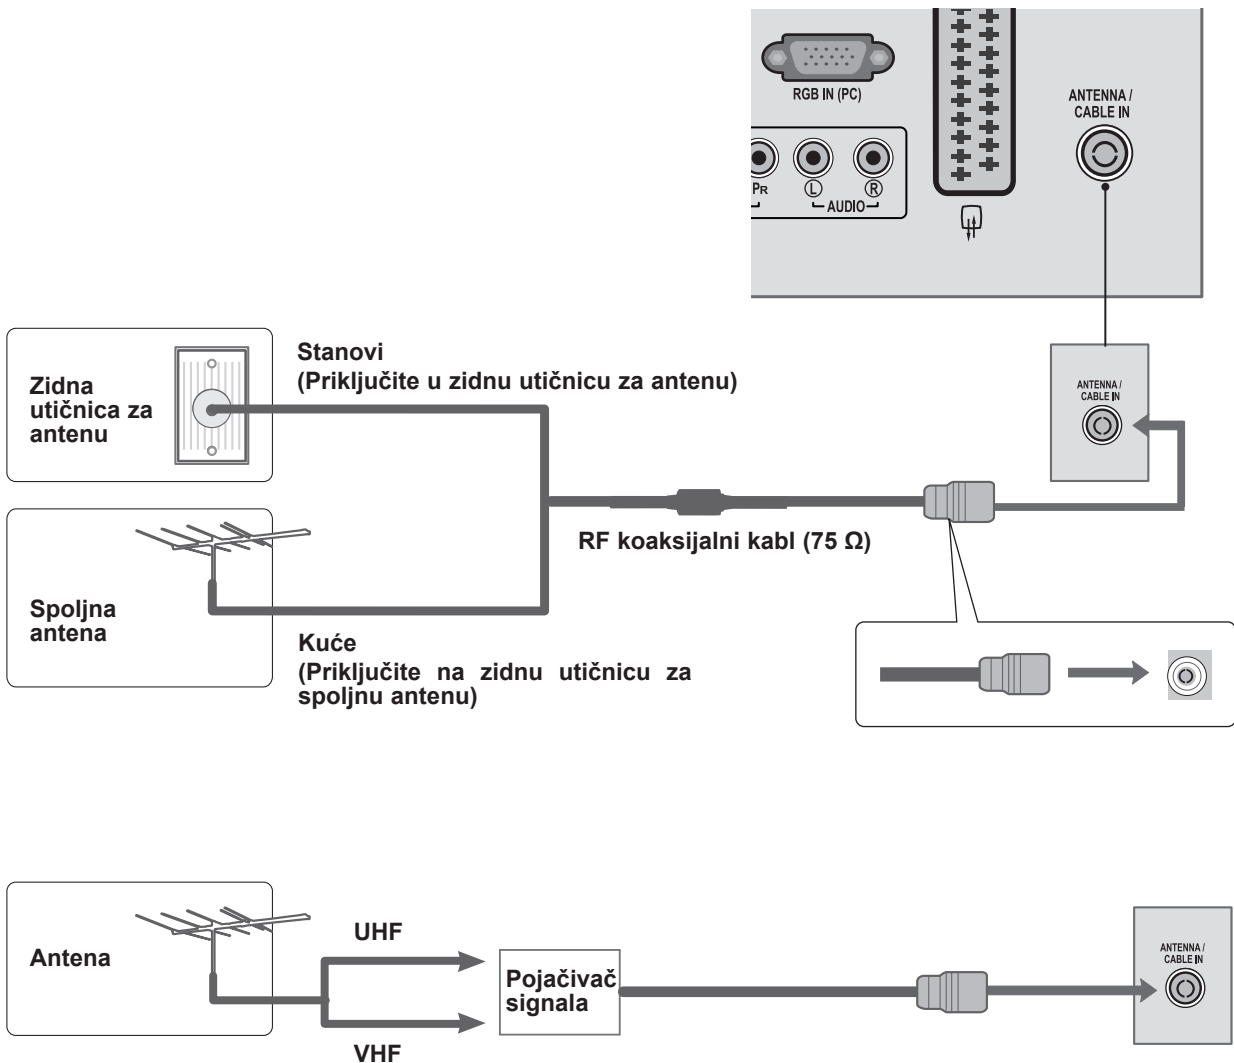 RGB IN (PC)
ANTENNA /
CABLE IN
PR
L
R
AUDIO
Stanovi
(Priključite u zidnu utičnicu za antenu)
Zidna
utičnica za
antenu
ANTENNA /
CABLE IN
RF koaksijalni kabl (75 Ω)
Spoljna
antena
Kuće
(Priključite na zidnu utičnicu za
spoljnu antenu)
Antena
UHF
VHF
Pojačivač
signala
ANTENNA /
CABLE IN